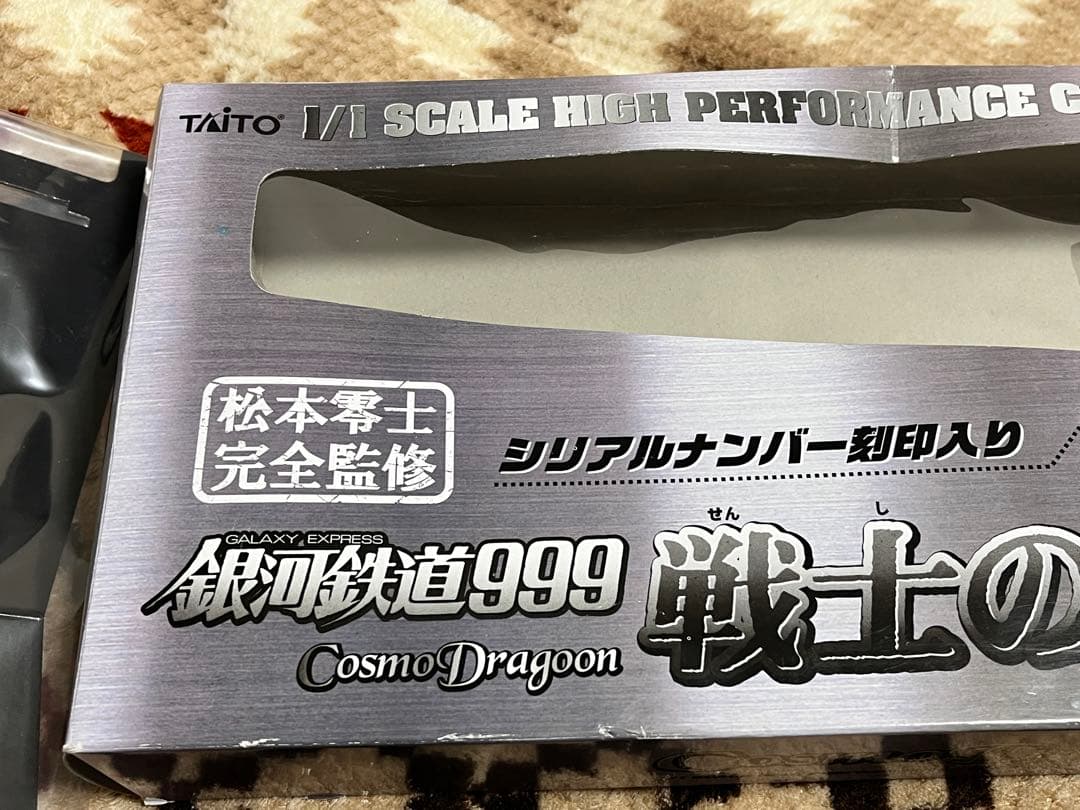 TAITO® 1/1 SCALE HIGH PERFORMANCE C
松本零士
完全監修
シリアルナンバー刻印入り
GALAXY EXPRESS
銀河鉄道999
せんし
戦士の
Cosmo Dragoon